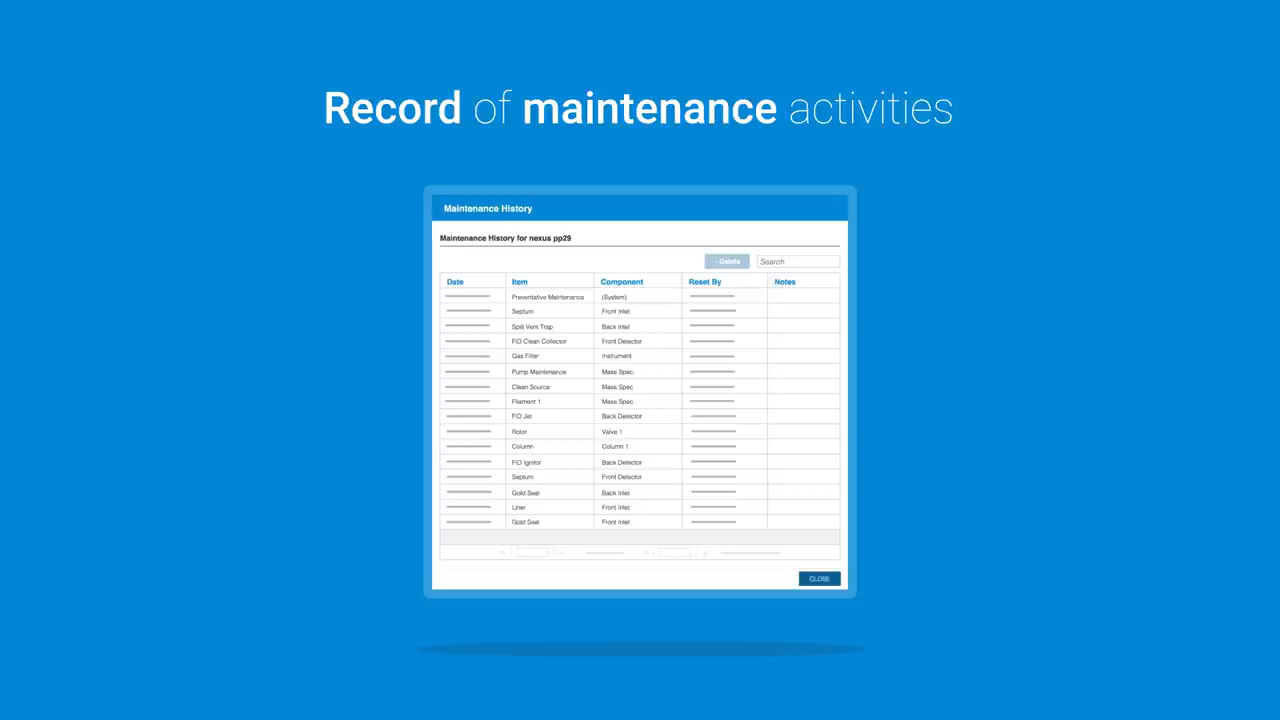 Record of maintenance activities
Maintenance History
Maintenance History for nexus pp29
- Delete Search
Date Item Component Reset By Notes
Preventative Maintenance (System)
Septum Front Inlet
Split Vent Trap Back Inlet
FID Clean Collector Front Detector
Gas Filter Instrument
Pump Maintenance Mass Spec
Clean Source Mass Spec
Filament 1 Mass Spec
FID Jet Back Detector
Rotor Valve 1
Column Column 1
FID Ignitor Back Detector
Septum Front Detector
Gold Seal Back Inlet
Liner Front Inlet
Gold Seal Front Inlet
CLOSE